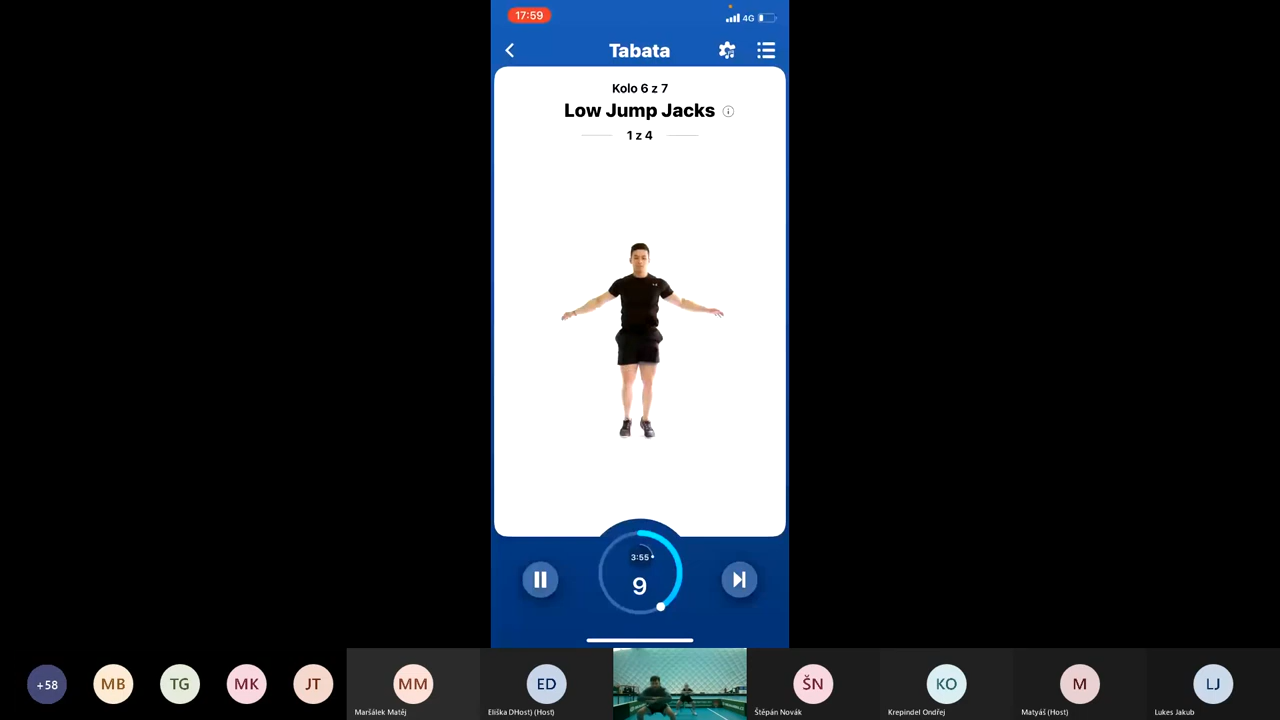 17:59
4G
Tabata
Kolo 6 z 7
Low Jump Jacks
1 z 4
3:55
9
+58
MB
TG
MK
JT
MM
ED
ŠN
KO
M
LJ
Maršálek Matěj
Eliška DHost) (Host)
Štěpán Novák
Krepindel Ondřej
Matyáš (Host)
Lukes Jakub